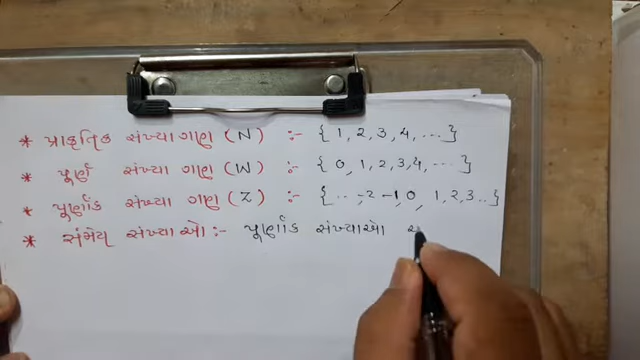 * પ્રાકૃતિક સંખ્યા ગણ (N) :- { 1, 2, 3, 4, ... }
* પૂર્ણ સંખ્યા ગણ (W) :- { 0, 1, 2, 3, 4, ... }
* પૂર્ણાંક સંખ્યા ગણ (Z) :- { ... -2 -1, 0, 1, 2, 3.. }
* સંમેય સંખ્યાઓ :- પૂર્ણાંક સંખ્યાઓ